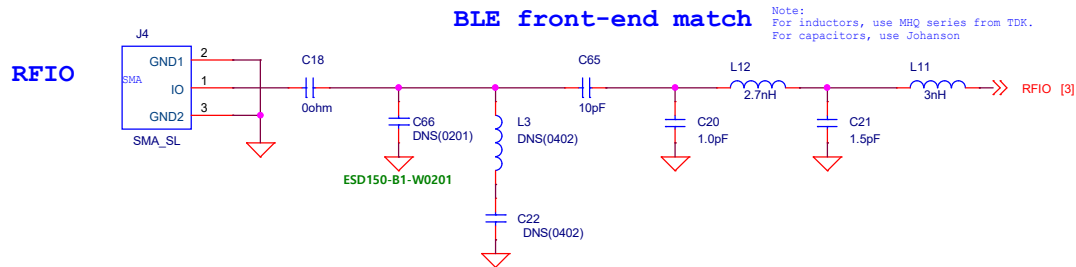 BLE front-end match
Note:
For inductors, use MHQ series from TDK.
For capacitors, use Johanson
RFIO
J4
GND1
2
SMA
IO
1
GND2
3
SMA_SL
C18
0ohm
C66
DNS(0201)
ESD150-B1-W0201
L3
DNS(0402)
C22
DNS(0402)
C65
10pF
C20
1.0pF
L12
2.7nH
C21
1.5pF
L11
3nH
RFIO [3]